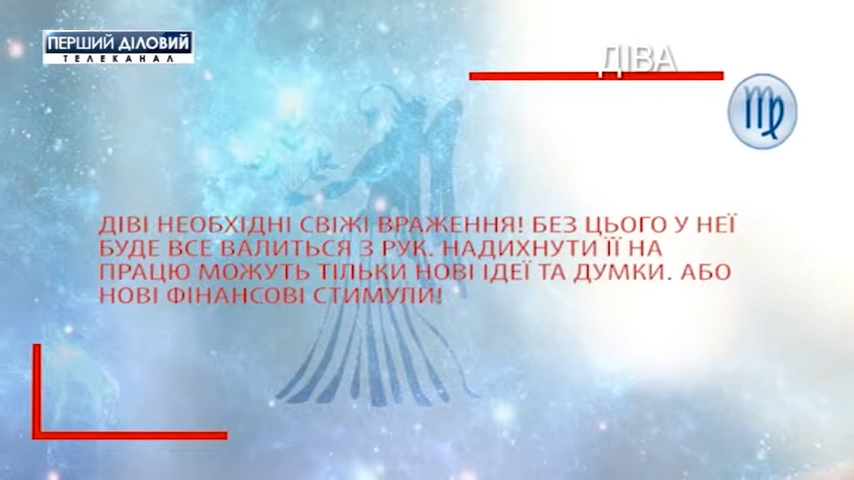 ПЕРШИЙ ДІЛОВИЙ
ТЕЛЕКАНАЛ
ДІВА
ДІВІ НЕОБХІДНІ СВІЖІ ВРАЖЕННЯ! БЕЗ ЦЬОГО У НЕЇ
БУДЕ ВСЕ ВАЛИТЬСЯ З РУК. НАДИХНУТИ ЇЇ НА
ПРАЦЮ МОЖУТЬ ТІЛЬКИ НОВІ ІДЕЇ ТА ДУМКИ. АБО
НОВІ ФІНАНСОВІ СТИМУЛИ!